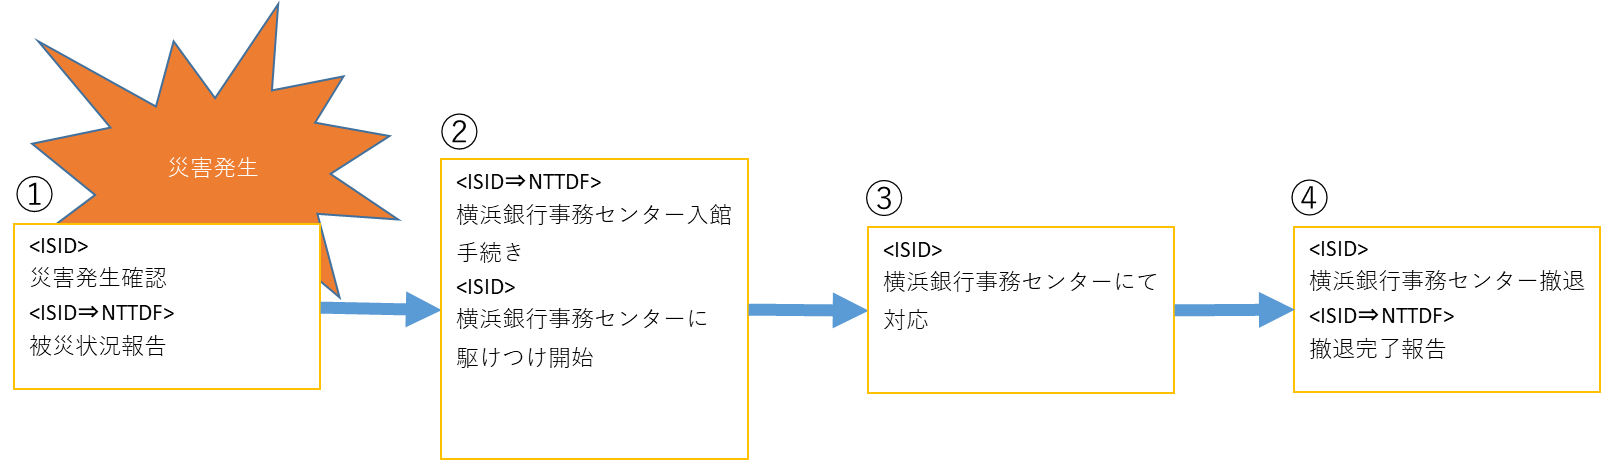 災害発生
①
<ISID>
災害発生確認
<ISID⇒NTTDF>
被災状況報告
②
<ISID⇒NTTDF>
横浜銀行事務センター入館
手続き
<ISID>
横浜銀行事務センターに
駆けつけ開始
③
<ISID>
横浜銀行事務センターにて
対応
④
<ISID>
横浜銀行事務センター撤退
<ISID⇒NTTDF>
撤退完了報告